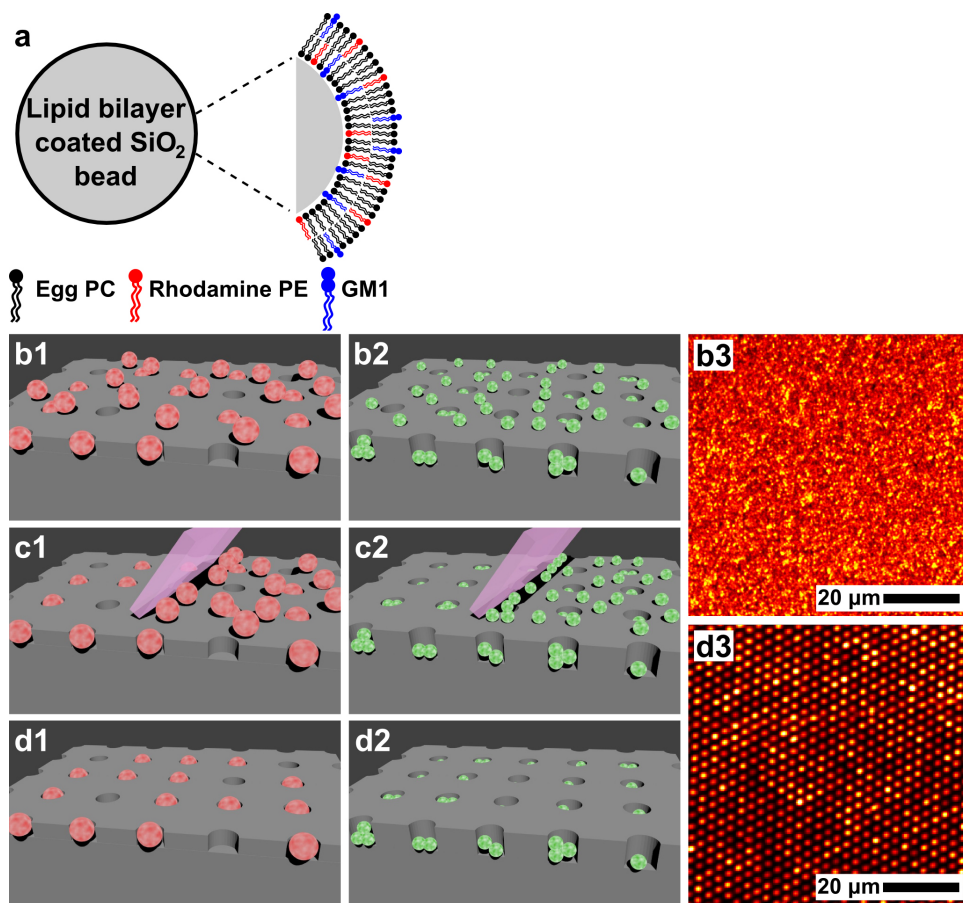 a
Lipid bilayer
coated SiO₂
bead
Egg PC
Rhodamine PE
GM1
b1
b2
b3
20 µm
c1
c2
d1
d2
d3
20 µm